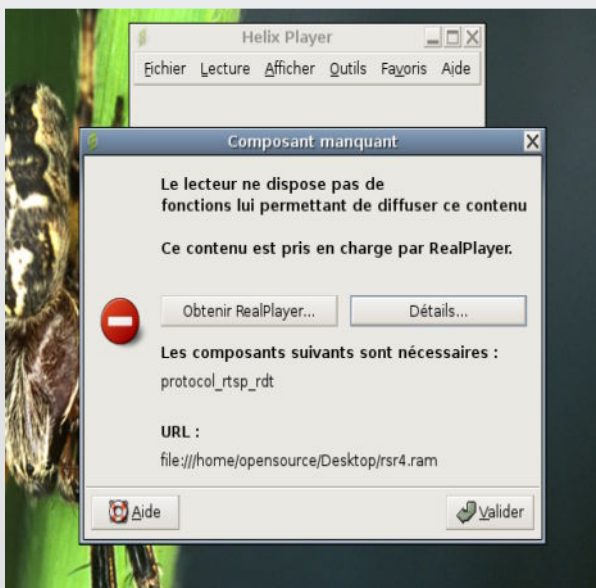 Helix Player
Fichier Lecture Afficher Outils Favoris Aide
Composant manquant
Le lecteur ne dispose pas de
fonctions lui permettant de diffuser ce contenu
Ce contenu est pris en charge par RealPlayer.
Obtenir RealPlayer... Détails...
Les composants suivants sont nécessaires :
protocol_rtsp_rdt
URL :
file:///home/opensource/Desktop/rsr4.ram
Aide Valider